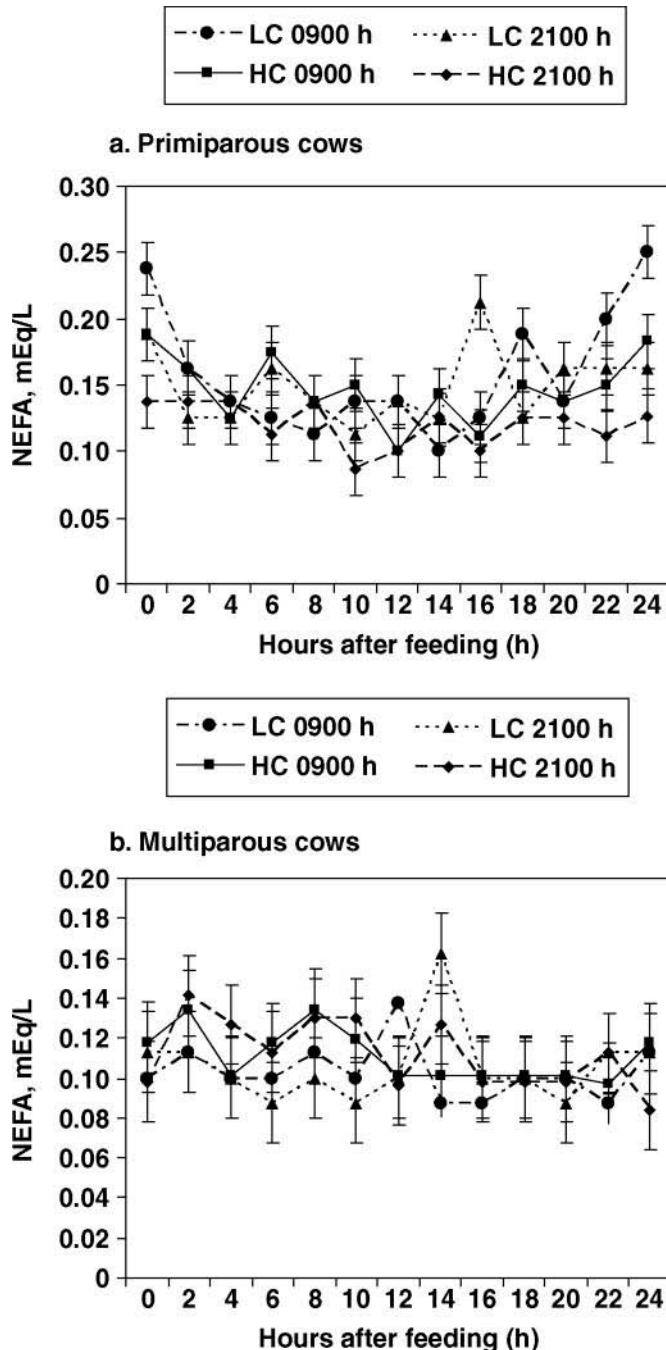 LC 0900 h LC 2100 h
HC 0900 h HC 2100 h
a. Primiparous cows
0.30
0.25
0.20
0.15
0.10
0.05
0
NEFA, mEq/L
0 2 4 6 8 10 12 14 16 18 20 22 24
Hours after feeding (h)
LC 0900 h LC 2100 h
HC 0900 h HC 2100 h
b. Multiparous cows
0.20
0.18
0.16
0.14
0.12
0.10
0.08
0.06
0.04
0.02
0
NEFA, mEq/L
0 2 4 6 8 10 12 14 16 18 20 22 24
Hours after feeding (h)